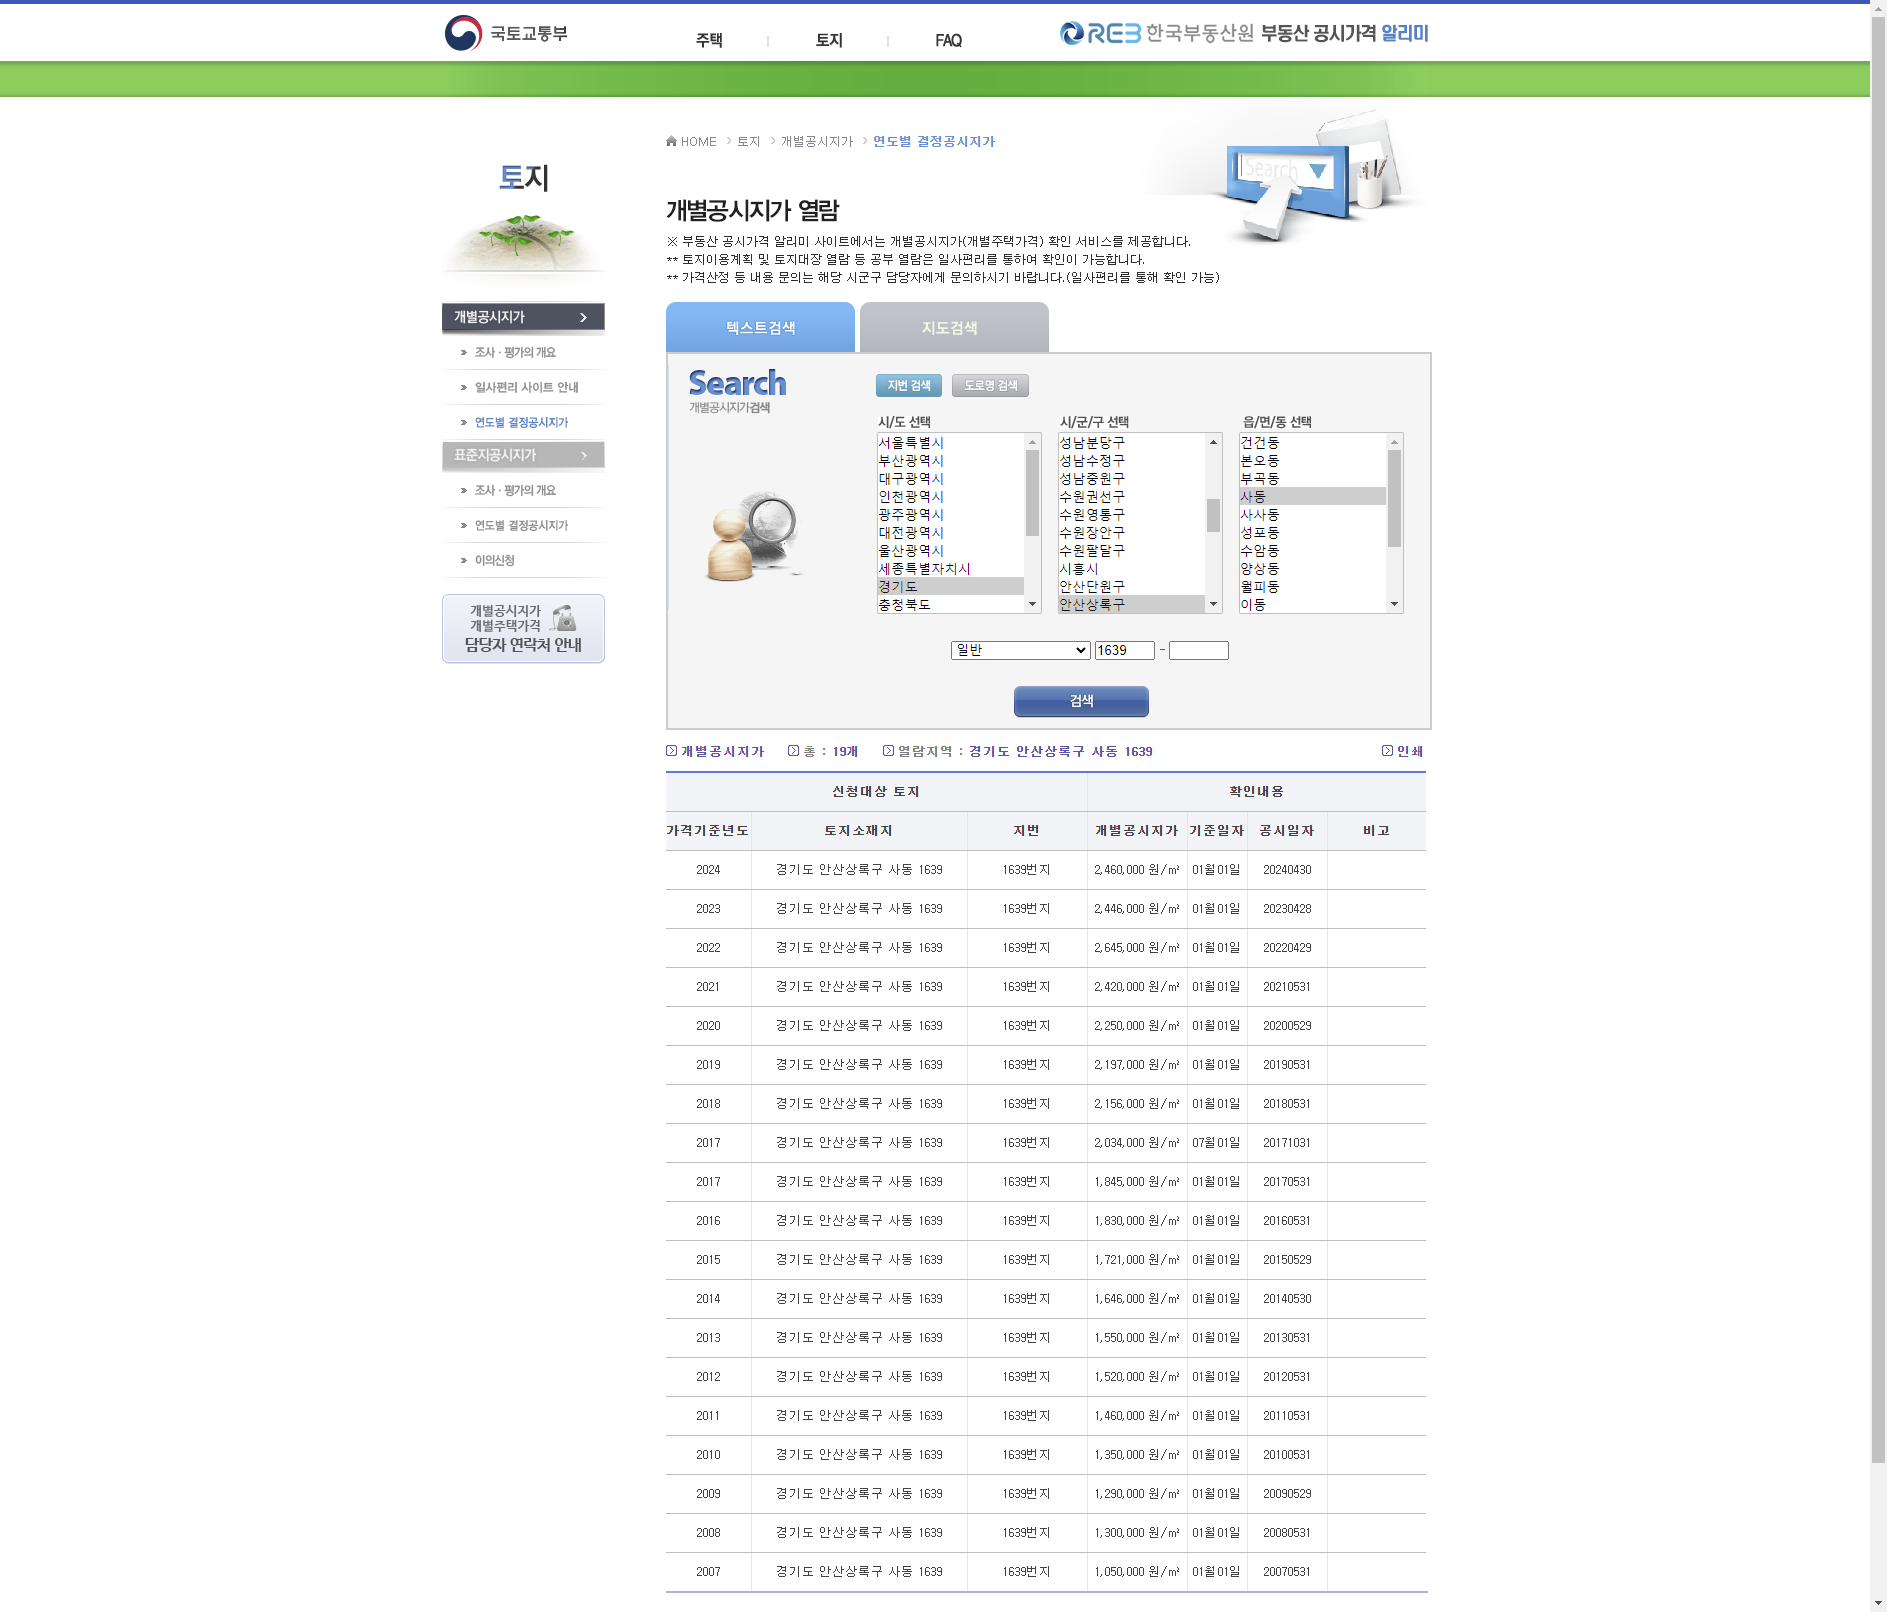 국토교통부
주택
토지
FAQ
REB 한국부동산원 부동산 공시가격 알리미
HOME > 토지 > 개별공시지가 > 연도별 결정공시지가
Search
토지
개별공시지가 열람
※ 부동산 공시가격 알리미 사이트에서는 개별공시지가(개별주택가격) 확인 서비스를 제공합니다.
** 토지이용계획 및 토지대장 열람 등 공부 열람은 일사편리를 통하여 확인이 가능합니다.
** 가격산정 등 내용 문의는 해당 시군구 담당자에게 문의하시기 바랍니다.(일사편리를 통해 확인 가능)
개별공시지가
조사ㆍ평가의 개요
일사편리 사이트 안내
연도별 결정공시지가
표준지공시지가
조사ㆍ평가의 개요
연도별 결정공시지가
이의신청
개별공시지가
개별주택가격
담당자 연락처 안내
텍스트검색
지도검색
Search
개별공시지가검색
지번 검색
도로명 검색
시/도 선택
서울특별시
부산광역시
대구광역시
인천광역시
광주광역시
대전광역시
울산광역시
세종특별자치시
경기도
충청북도
시/군/구 선택
성남분당구
성남수정구
성남중원구
수원권선구
수원영통구
수원장안구
수원팔달구
시흥시
안산단원구
안산상록구
읍/면/동 선택
건건동
본오동
부곡동
사동
사사동
성포동
수암동
양상동
월피동
이동
일반 1639 -
검색
개별공시지가 총 : 19개 열람지역 : 경기도 안산상록구 사동 1639 인쇄
신청대상 토지 확인내용
가격기준년도 토지소재지 지번 개별공시지가 기준일자 공시일자 비고
2024 경기도 안산상록구 사동 1639 1639번지 2,460,000 원/㎡ 01월01일 20240430
2023 경기도 안산상록구 사동 1639 1639번지 2,446,000 원/㎡ 01월01일 20230428
2022 경기도 안산상록구 사동 1639 1639번지 2,645,000 원/㎡ 01월01일 20220429
2021 경기도 안산상록구 사동 1639 1639번지 2,420,000 원/㎡ 01월01일 20210531
2020 경기도 안산상록구 사동 1639 1639번지 2,250,000 원/㎡ 01월01일 20200529
2019 경기도 안산상록구 사동 1639 1639번지 2,197,000 원/㎡ 01월01일 20190531
2018 경기도 안산상록구 사동 1639 1639번지 2,156,000 원/㎡ 01월01일 20180531
2017 경기도 안산상록구 사동 1639 1639번지 2,034,000 원/㎡ 07월01일 20171031
2017 경기도 안산상록구 사동 1639 1639번지 1,845,000 원/㎡ 01월01일 20170531
2016 경기도 안산상록구 사동 1639 1639번지 1,830,000 원/㎡ 01월01일 20160531
2015 경기도 안산상록구 사동 1639 1639번지 1,721,000 원/㎡ 01월01일 20150529
2014 경기도 안산상록구 사동 1639 1639번지 1,646,000 원/㎡ 01월01일 20140530
2013 경기도 안산상록구 사동 1639 1639번지 1,550,000 원/㎡ 01월01일 20130531
2012 경기도 안산상록구 사동 1639 1639번지 1,520,000 원/㎡ 01월01일 20120531
2011 경기도 안산상록구 사동 1639 1639번지 1,460,000 원/㎡ 01월01일 20110531
2010 경기도 안산상록구 사동 1639 1639번지 1,350,000 원/㎡ 01월01일 20100531
2009 경기도 안산상록구 사동 1639 1639번지 1,290,000 원/㎡ 01월01일 20090529
2008 경기도 안산상록구 사동 1639 1639번지 1,300,000 원/㎡ 01월01일 20080531
2007 경기도 안산상록구 사동 1639 1639번지 1,050,000 원/㎡ 01월01일 20070531